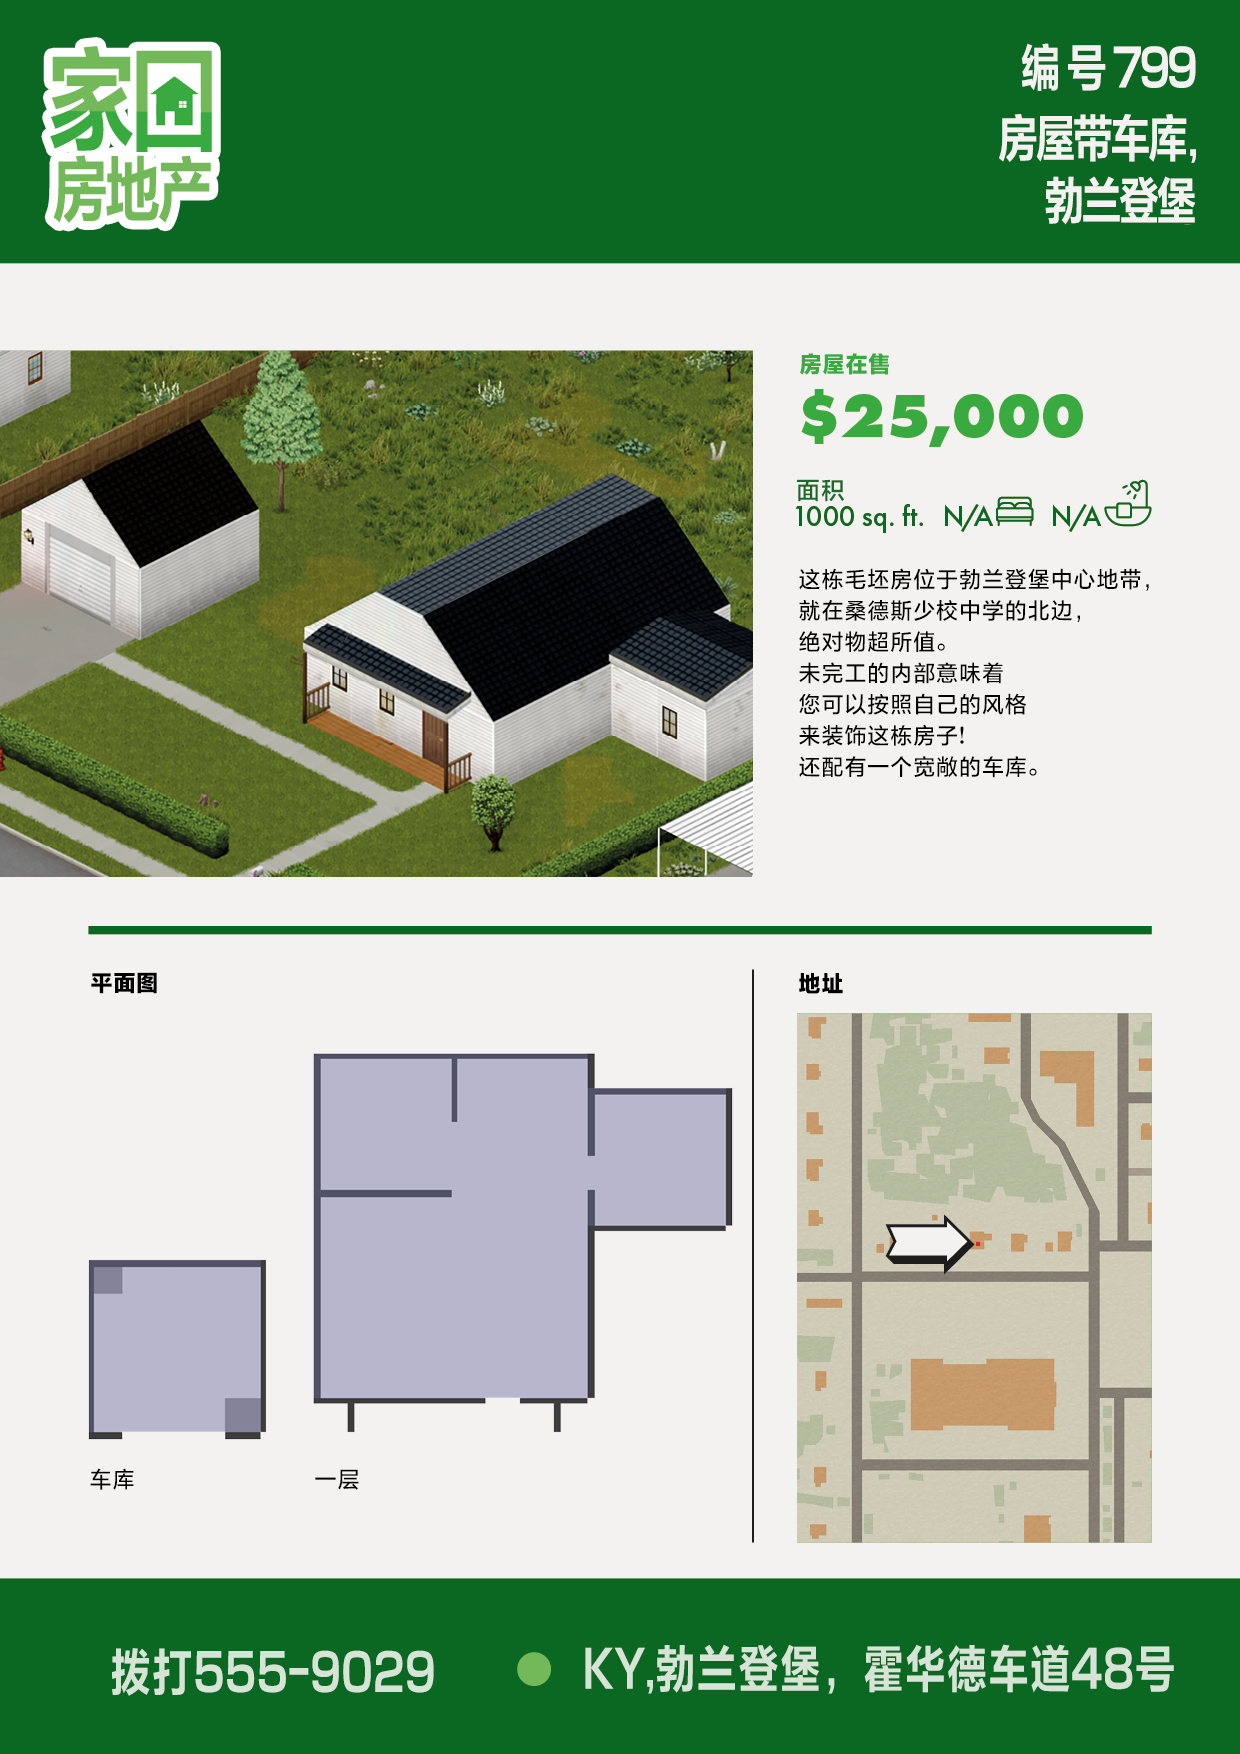 家园
房地产
编号799
房屋带车库,
勃兰登堡
房屋在售
$25,000
面积
1000 sq. ft. N/A N/A
这栋毛坯房位于勃兰登堡中心地带,
就在桑德斯少校中学的北边,
绝对物超所值。
未完工的内部意味着
您可以按照自己的风格
来装饰这栋房子!
还配有一个宽敞的车库。
平面图
地址
车库
一层
拨打555-9029
KY,勃兰登堡, 霍华德车道48号